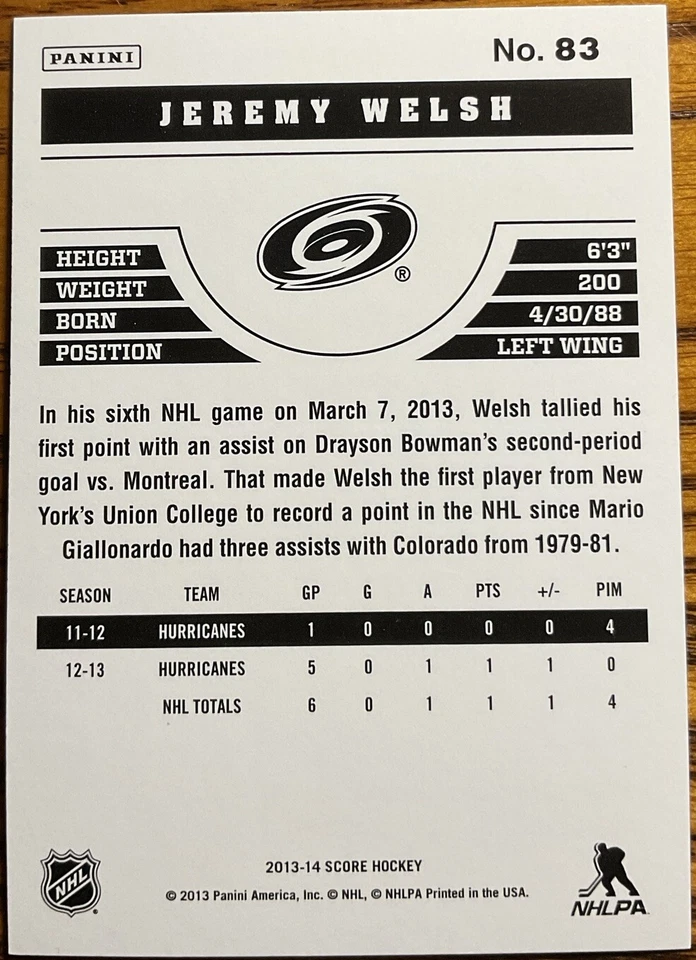 PANINI
No. 83
JEREMY WELSH
®
HEIGHT 6'3"
WEIGHT 200
BORN 4/30/88
POSITION LEFT WING
In his sixth NHL game on March 7, 2013, Welsh tallied his
first point with an assist on Drayson Bowman's second-period
goal vs. Montreal. That made Welsh the first player from New
York's Union College to record a point in the NHL since Mario
Giallonardo had three assists with Colorado from 1979-81.
SEASON TEAM GP G A PTS +/- PIM
11-12 HURRICANES 1 0 0 0 0 4
12-13 HURRICANES 5 0 1 1 1 0
NHL TOTALS 6 0 1 1 1 4
2013-14 SCORE HOCKEY
© 2013 Panini America, Inc. © NHL, © NHLPA Printed in the USA.
NHL
NHLPA